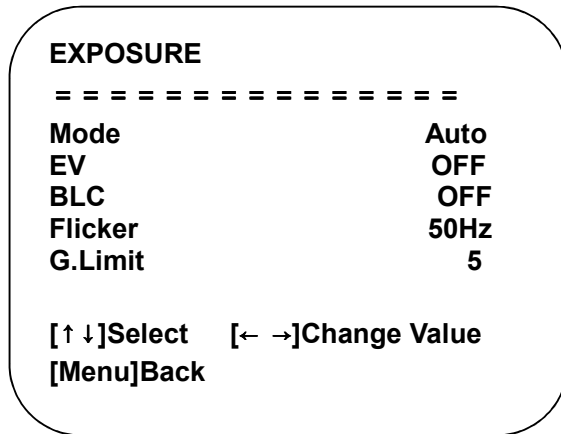 EXPOSURE
= = = = = = = = = = = = = = =
Mode Auto
EV OFF
BLC OFF
Flicker 50Hz
G.Limit 5
[↑↓]Select [← →]Change Value
[Menu]Back